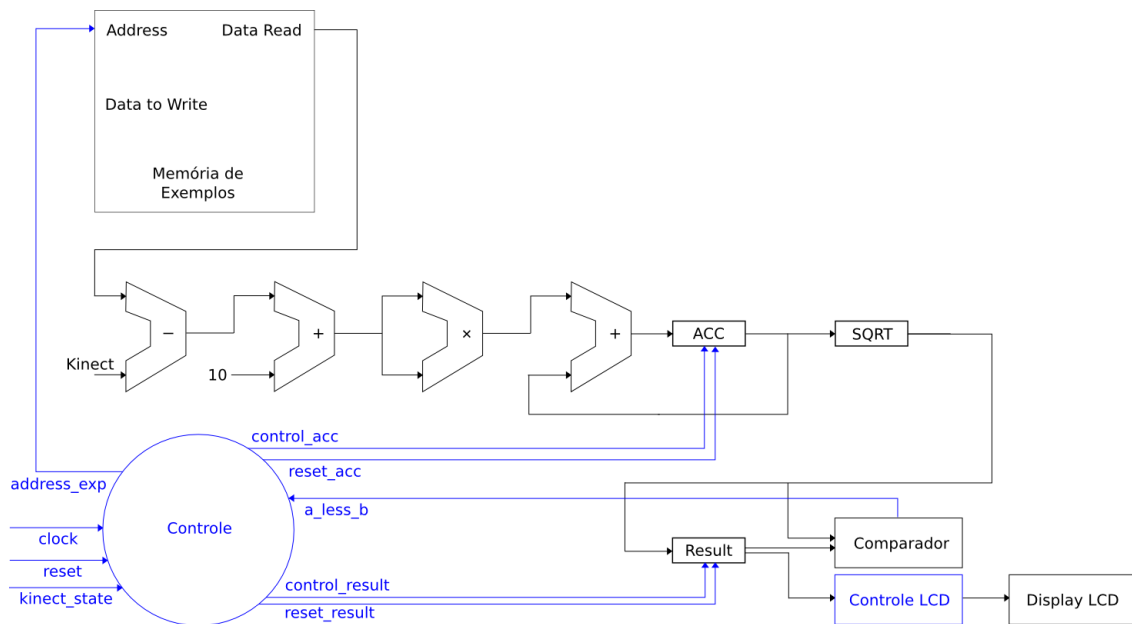 Address
Data Read
Data to Write
Memória de
Exemplos
−
+
×
+
ACC
SQRT
Kinect
10
control_acc
reset_acc
address_exp
a_less_b
Controle
clock
reset
kinect_state
Comparador
Result
control_result
reset_result
Controle LCD
Display LCD